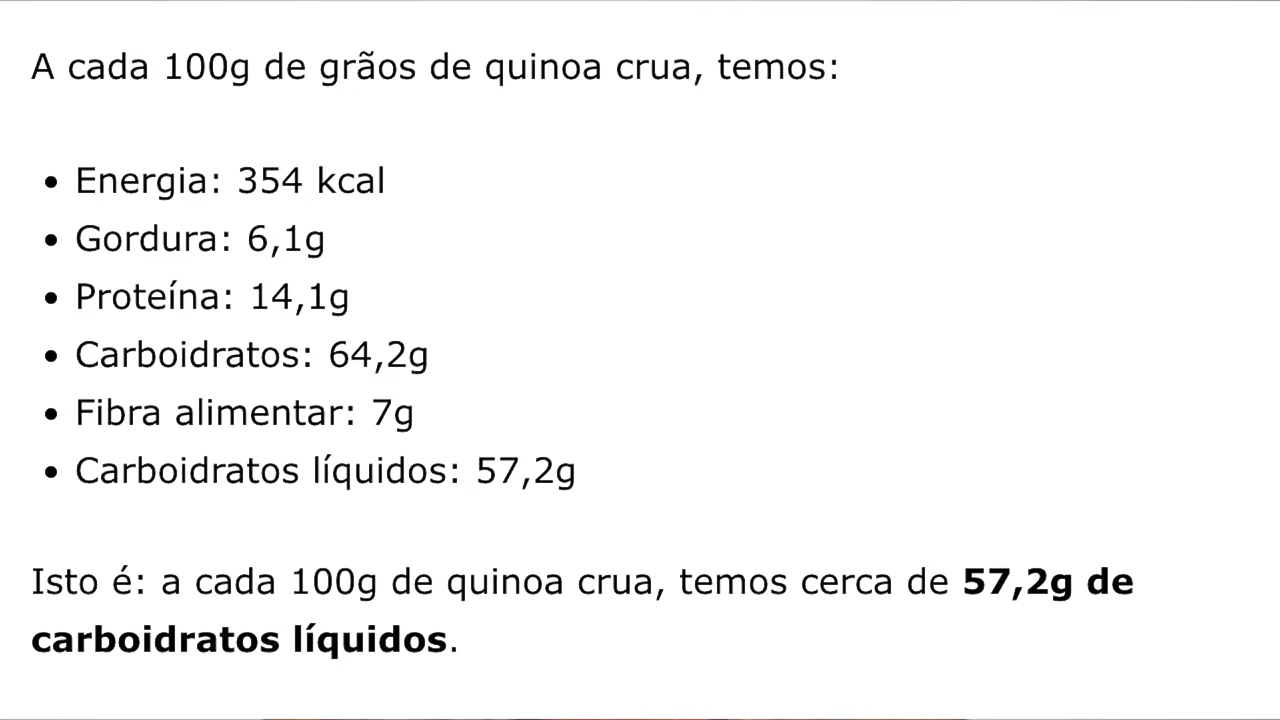 A cada 100g de grãos de quinoa crua, temos:
• Energia: 354 kcal
• Gordura: 6,1g
• Proteína: 14,1g
• Carboidratos: 64,2g
• Fibra alimentar: 7g
• Carboidratos líquidos: 57,2g
Isto é: a cada 100g de quinoa crua, temos cerca de 57,2g de
carboidratos líquidos.